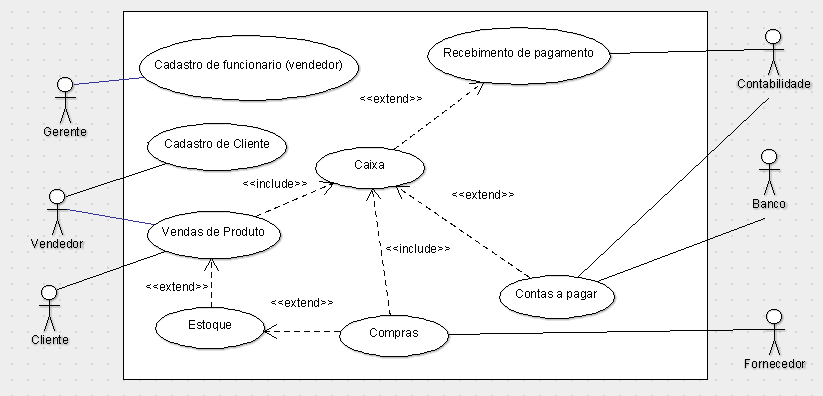 Cadastro de funcionario (vendedor)
Recebimento de pagamento
Contabilidade
Gerente
<<extend>>
Cadastro de Cliente
Caixa
<<include>>
<<extend>>
Banco
Vendas de Produto
Vendedor
<<include>>
<<extend>>
Contas a pagar
<<extend>>
Estoque
Compras
Cliente
Fornecedor